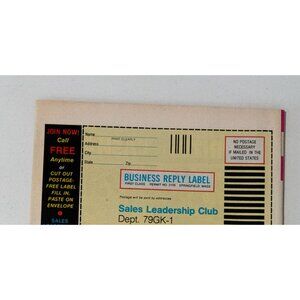 JOIN NOW!
Call
FREE
Anytime
or
CUT OUT
POSTAGE-
FREE LABEL
FILL IN,
PASTE ON
ENVELOPE
SALES
Name
PRINT CLEARLY
Address
City
State Zip
NO POSTAGE
NECESSARY
IF MAILED IN THE
UNITED STATES
BUSINESS REPLY LABEL
FIRST CLASS PERMIT NO. SPRINGFIELD MASS
Postage will be paid by addressee
Sales Leadership Club
Dept. 79GK-1